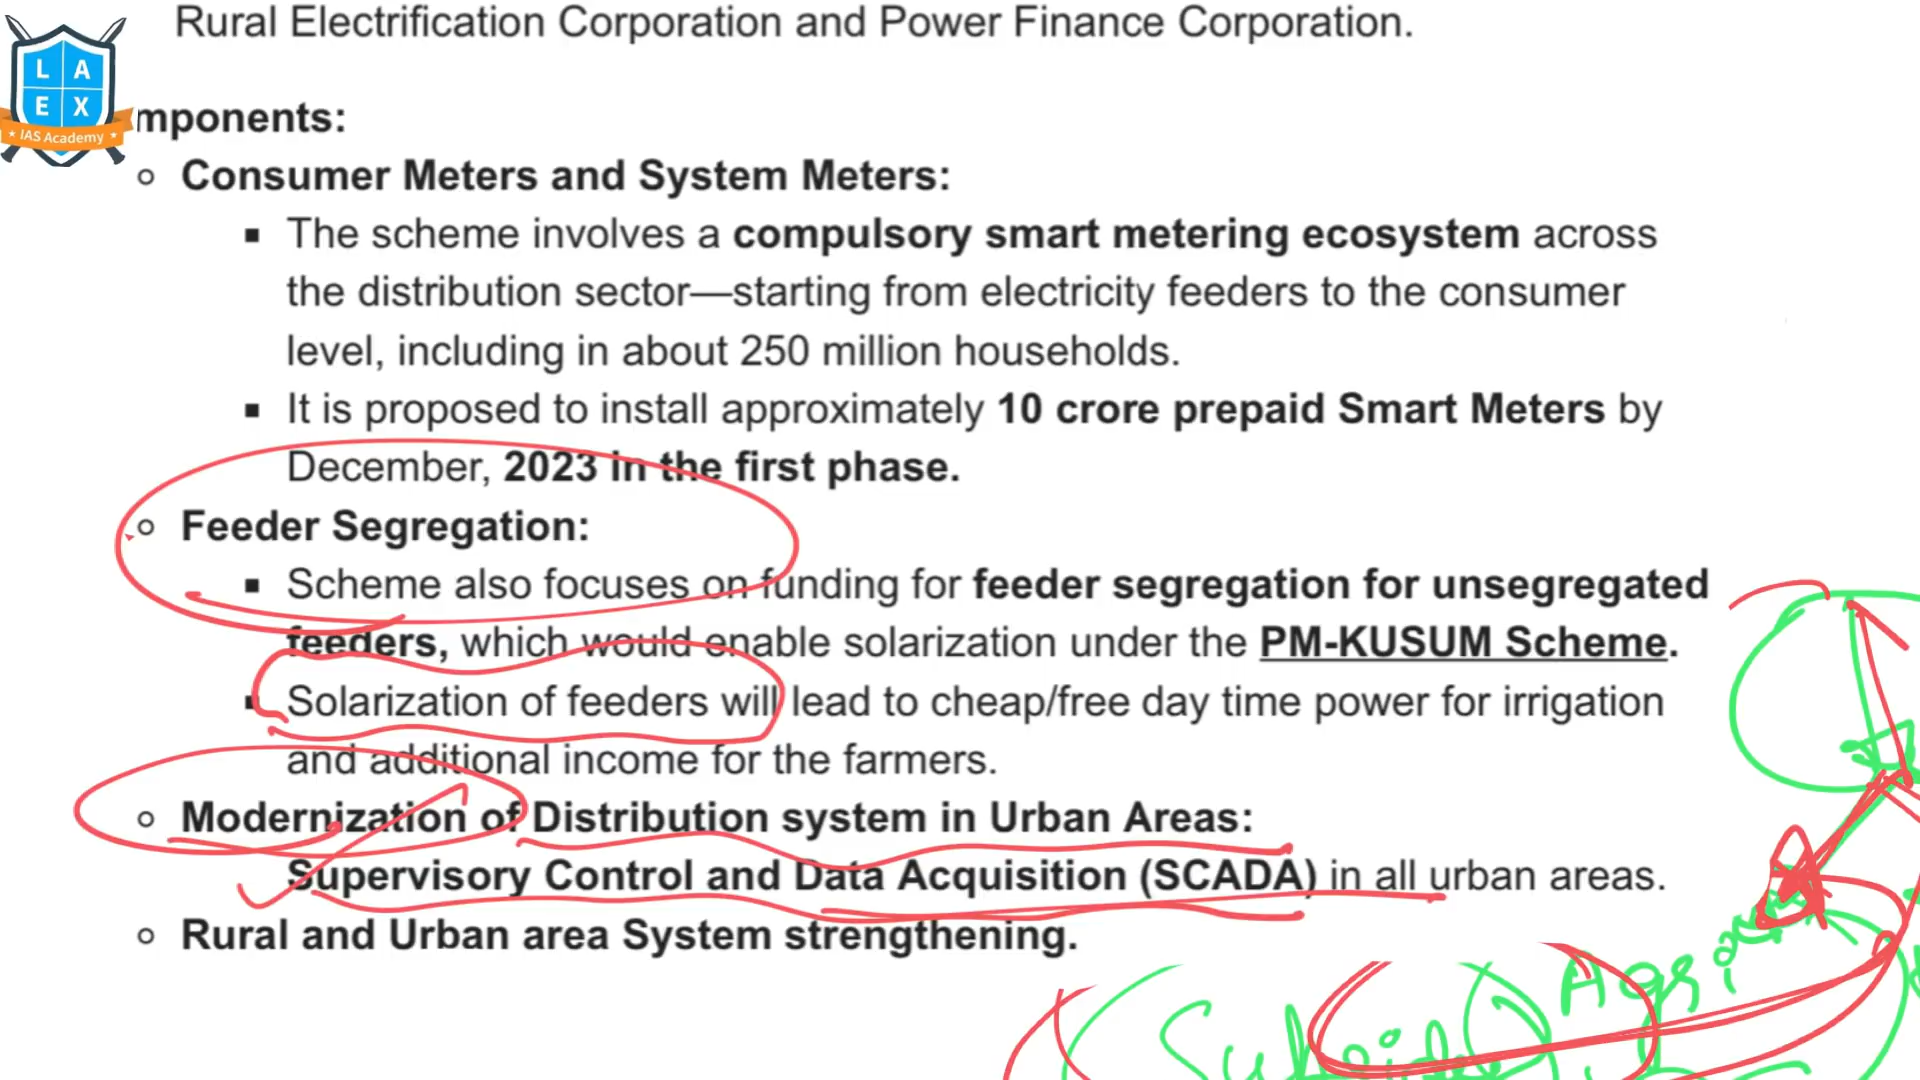 Rural Electrification Corporation and Power Finance Corporation.
L A
E X
IAS Academy
mponents:
Consumer Meters and System Meters:
The scheme involves a compulsory smart metering ecosystem across
the distribution sector—starting from electricity feeders to the consumer
level, including in about 250 million households.
It is proposed to install approximately 10 crore prepaid Smart Meters by
December, 2023 in the first phase.
Feeder Segregation:
Scheme also focuses on funding for feeder segregation for unsegregated
feeders, which would enable solarization under the PM-KUSUM Scheme.
Solarization of feeders will lead to cheap/free day time power for irrigation
and additional income for the farmers.
Modernization of Distribution system in Urban Areas:
Supervisory Control and Data Acquisition (SCADA) in all urban areas.
Rural and Urban area System strengthening.